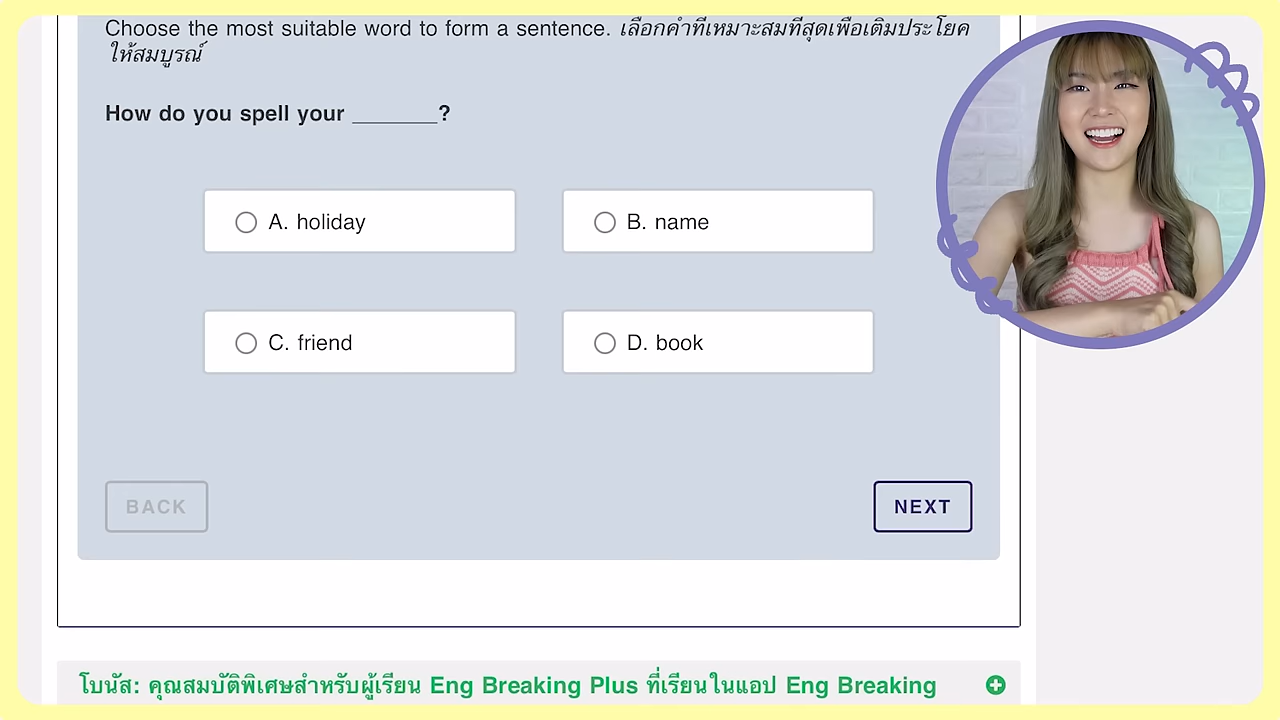 Choose the most suitable word to form a sentence. เลือกคำที่เหมาะสมที่สุดเพื่อเติมประโยค
ให้สมบูรณ์
How do you spell your _______?
A. holiday
B. name
C. friend
D. book
BACK
NEXT
โบนัส: คุณสมบัติพิเศษสำหรับผู้เรียน Eng Breaking Plus ที่เรียนในแอป Eng Breaking